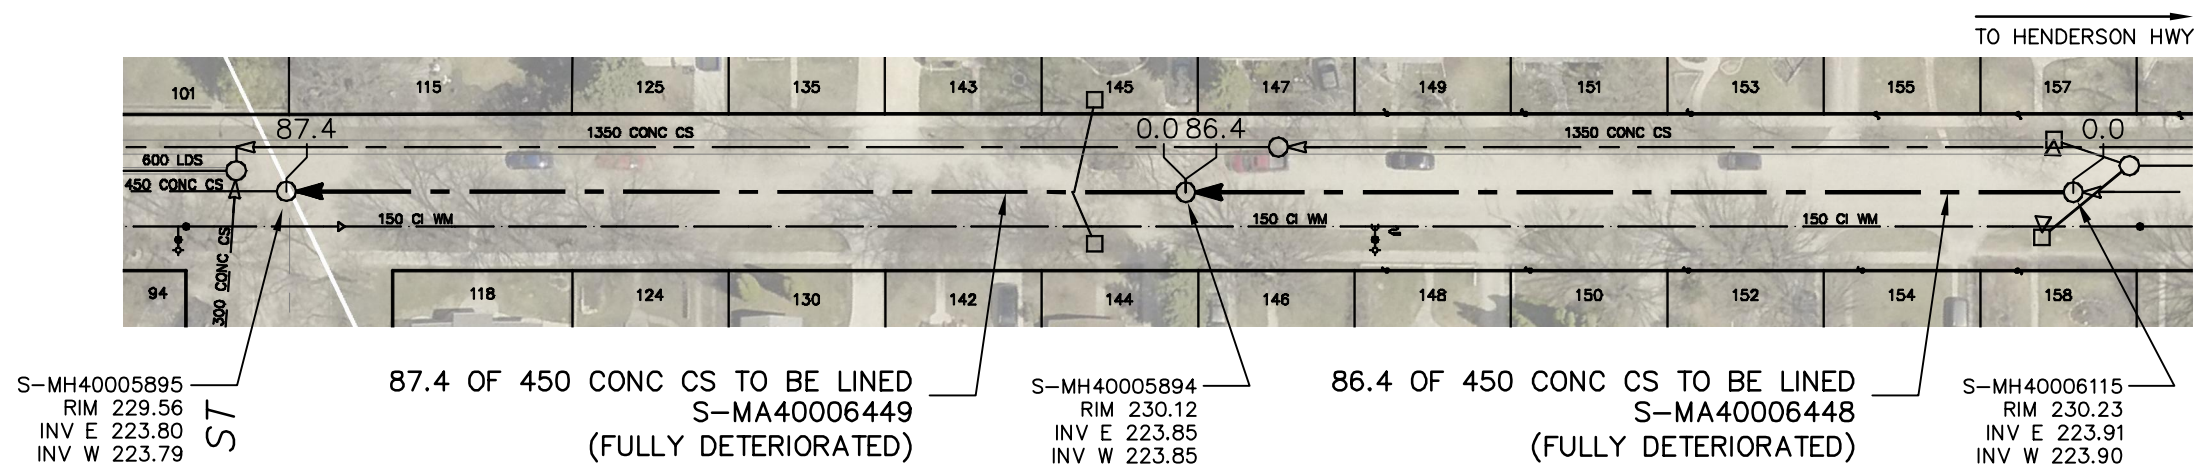 TO HENDERSON HWY
101
115
125
135
143
145
147
149
151
153
155
157
87.4
1350 CONC CS
0.0
86.4
1350 CONC CS
0.0
600 LDS
450 CONC CS
150 CI WM
150 CI WM
150 CI WM
300 CONC CS
94
118
124
130
142
144
146
148
150
152
154
158
S-MH40005895
RIM 229.56
INV E 223.80
INV W 223.79
ST
87.4 OF 450 CONC CS TO BE LINED
S-MA40006449
(FULLY DETERIORATED)
S-MH40005894
RIM 230.12
INV E 223.85
INV W 223.85
86.4 OF 450 CONC CS TO BE LINED
S-MA40006448
(FULLY DETERIORATED)
S-MH40006115
RIM 230.23
INV E 223.91
INV W 223.90